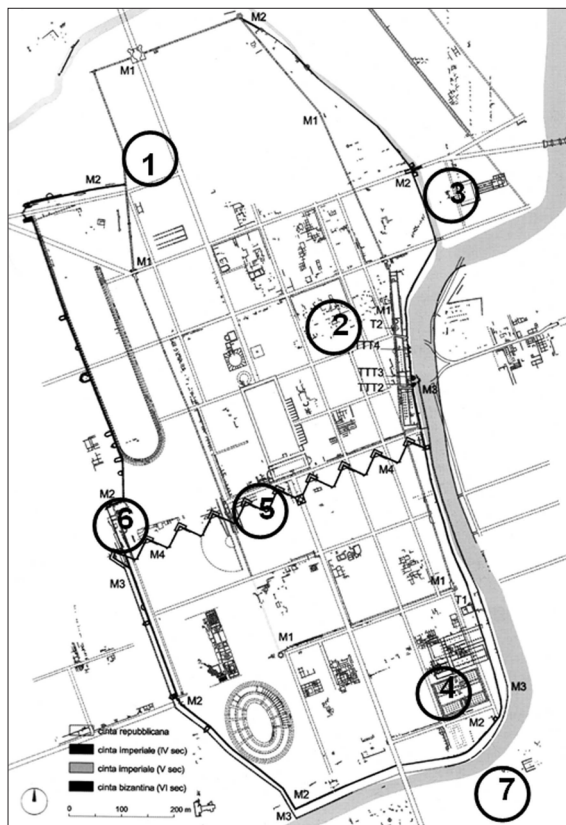 M2
M1
M1
1
M2
M2
3
M1
2
M1
T2
TTT4
TTT3
TTT2
M3
M4
M2
5
6
M4
M3
M1
M1
T1
4
M3
M2
M2
cinta repubblicana
cinta imperiale (IV sec)
cinta imperiale (V sec)
cinta bizantina (VI sec)
M2
M3
7
0 100 200 m